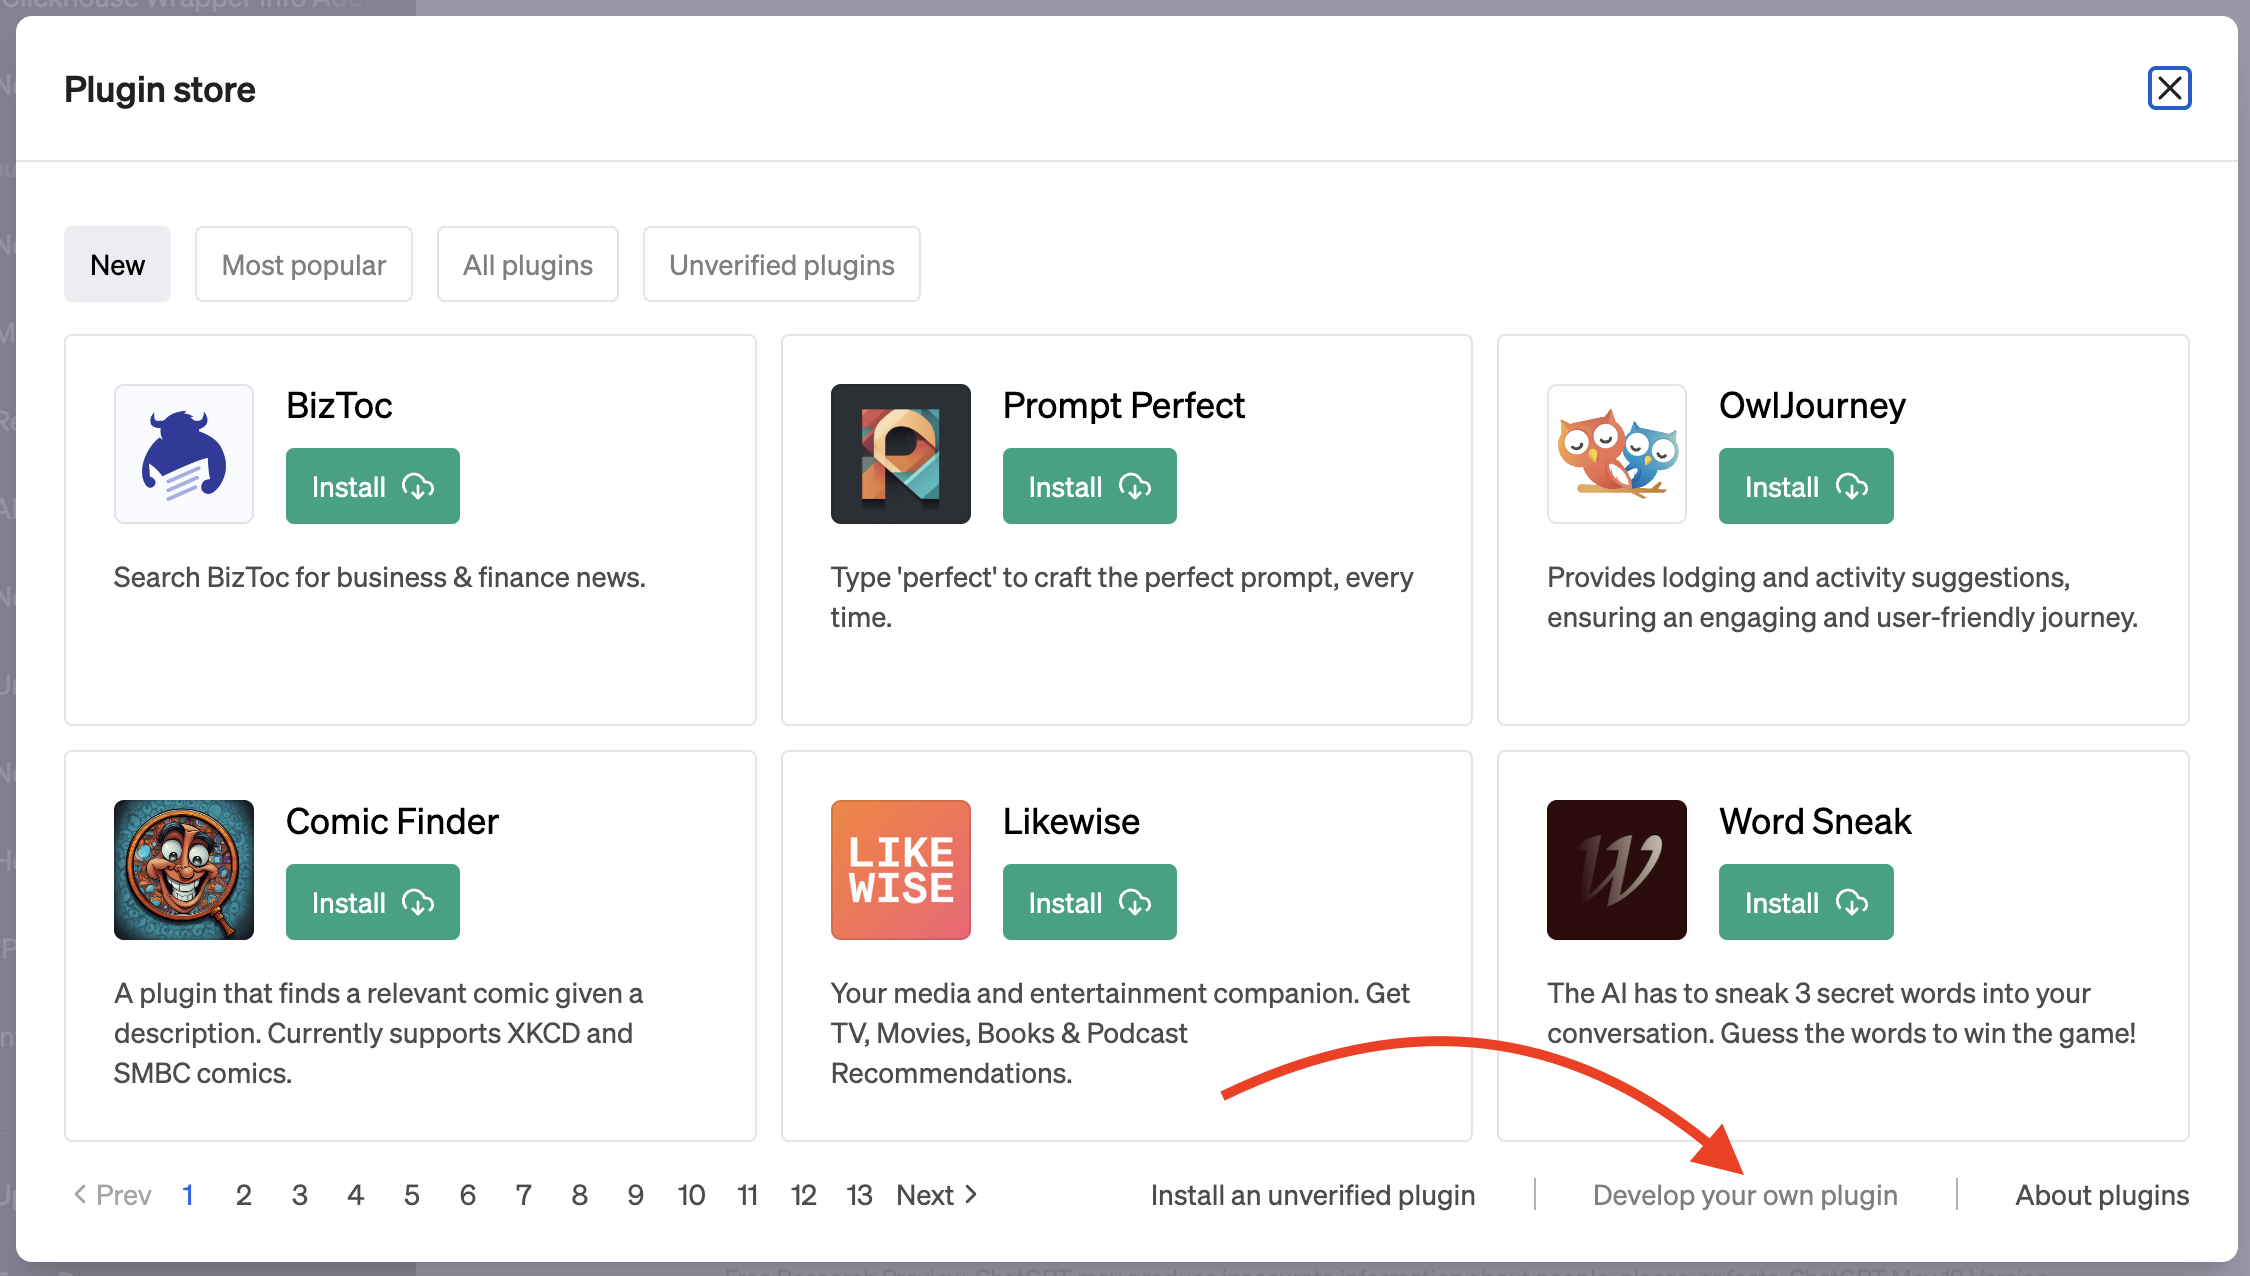 Plugin store
New
Most popular
All plugins
Unverified plugins
BizToc
Install
Search BizToc for business & finance news.
Prompt Perfect
Install
Type 'perfect' to craft the perfect prompt, every
time.
OwlJourney
Install
Provides lodging and activity suggestions,
ensuring an engaging and user-friendly journey.
Comic Finder
Install
A plugin that finds a relevant comic given a
description. Currently supports XKCD and
SMBC comics.
LIKE
WISE
Likewise
Install
Your media and entertainment companion. Get
TV, Movies, Books & Podcast
Recommendations.
W
Word Sneak
Install
The AI has to sneak 3 secret words into your
conversation. Guess the words to win the game!
Prev 1 2 3 4 5 6 7 8 9 10 11 12 13 Next
Install an unverified plugin
Develop your own plugin
About plugins